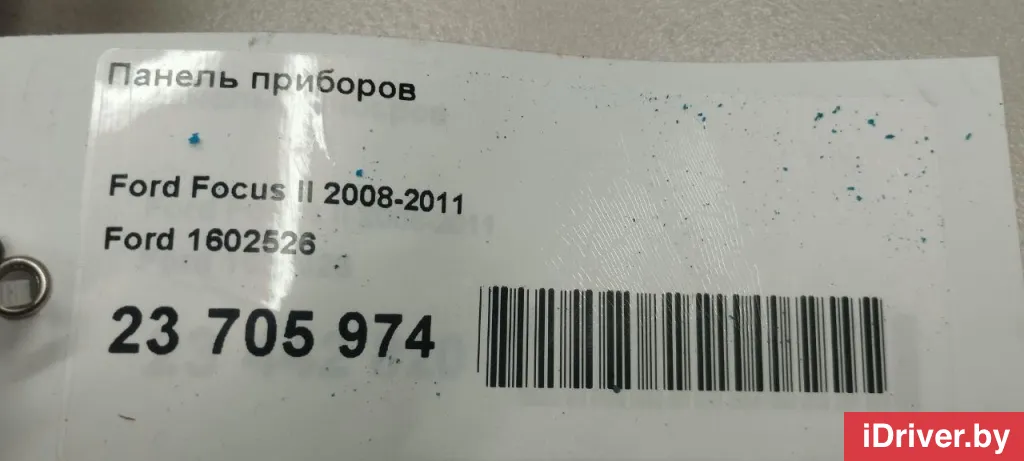 Панель приборов
Ford Focus II 2008-2011
Ford 1602526
23 705 974
iDriver.by